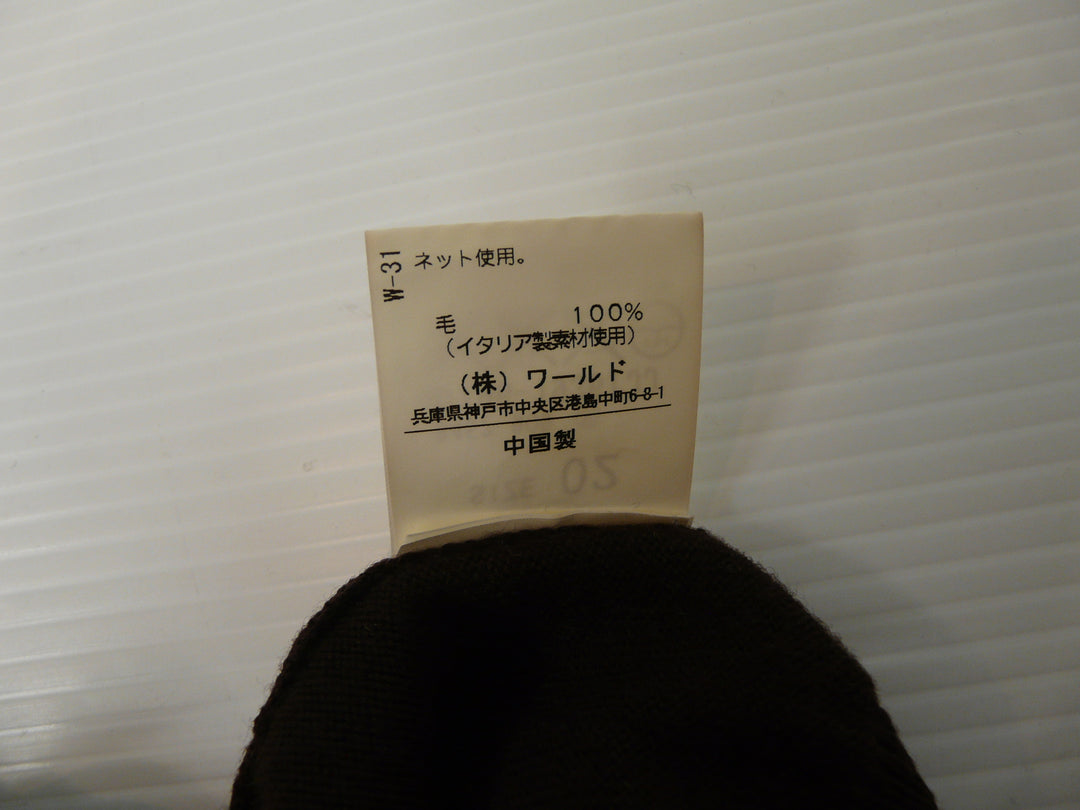 W-31
ネット使用。
毛 100%
(イタリア製素材使用)
(株) ワールド
兵庫県神戸市中央区港島中町6-8-1
中国製
SIZE 02